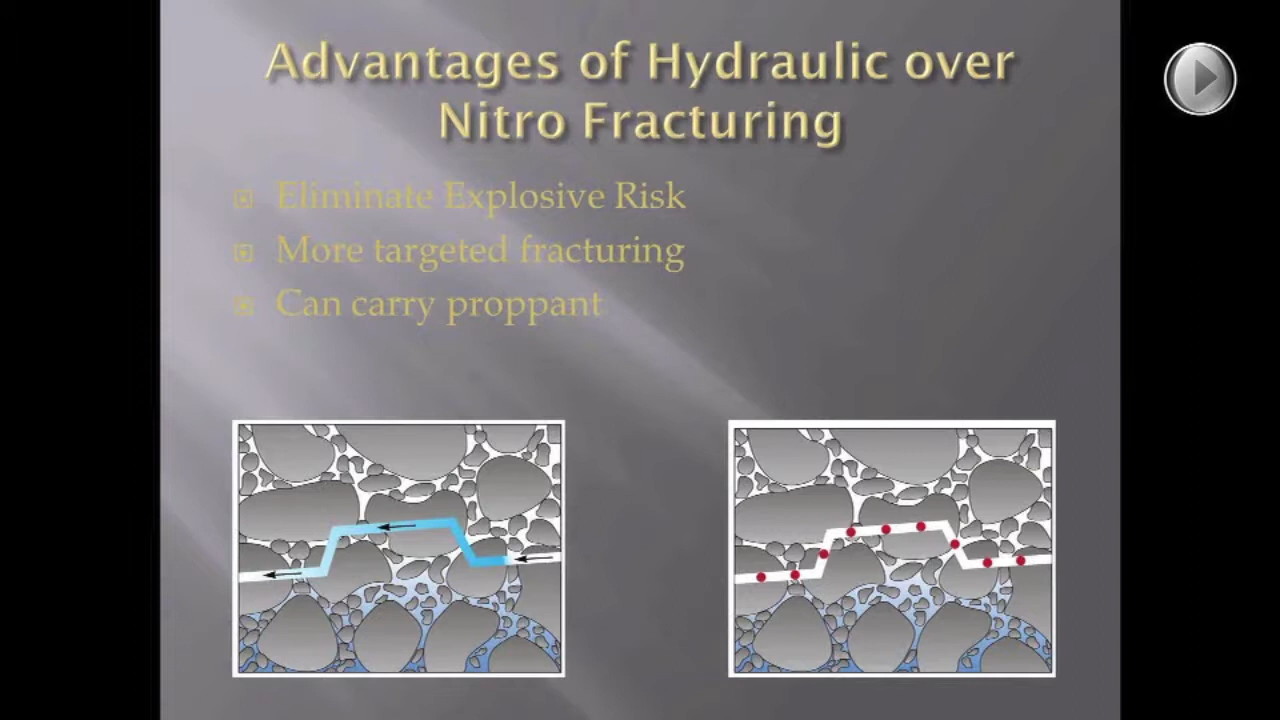 Advantages of Hydraulic over
Nitro Fracturing
Eliminate Explosive Risk
More targeted fracturing
Can carry proppant